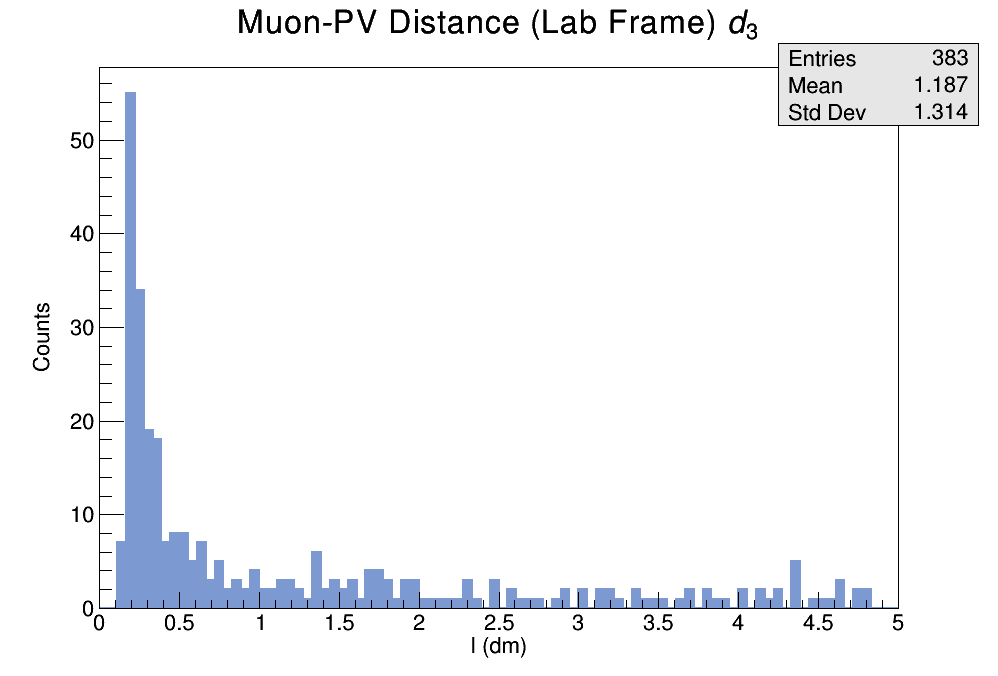 Muon-PV Distance (Lab Frame) d3
Entries 383
Mean 1.187
Std Dev 1.314
50
40
30
20
10
0
Counts
0 0.5 1 1.5 2 2.5 3 3.5 4 4.5 5
l (dm)